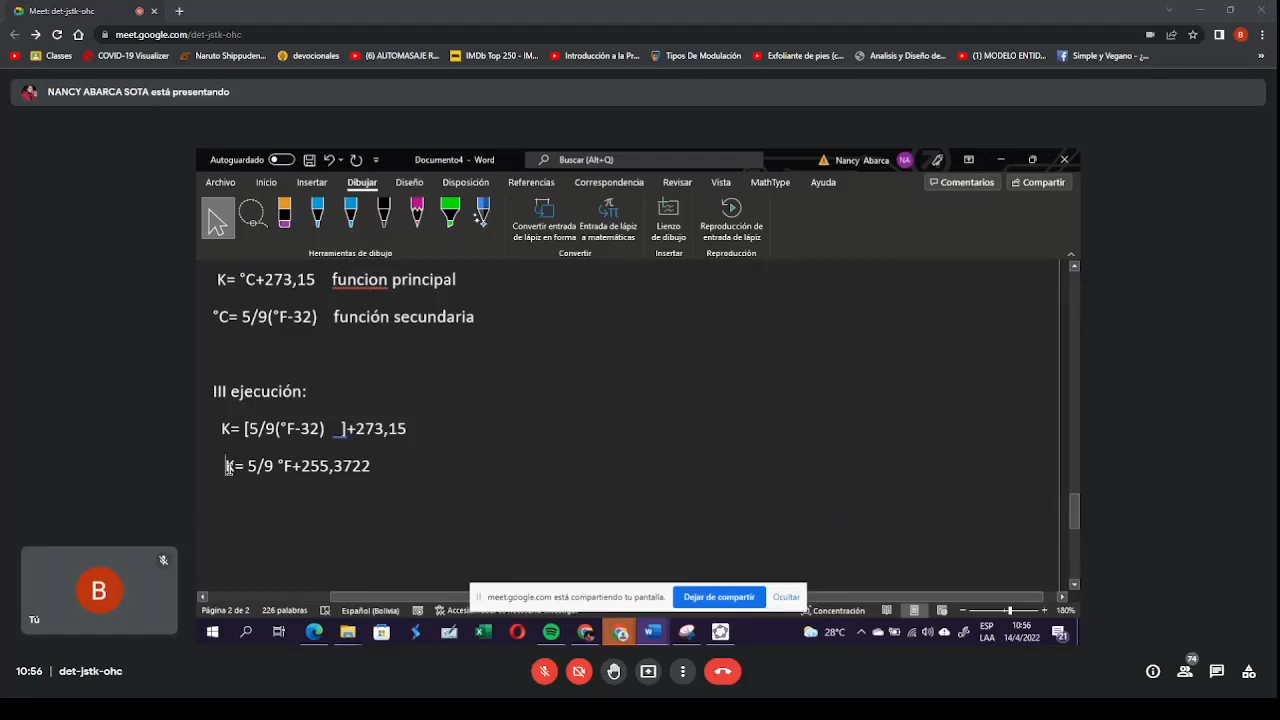 Meet: det-jstk-ohc
meet.google.com/det-jstk-ohc
Classes
COVID-19 Visualizer
Naruto Shippuden...
devocionales
(6) AUTOMASAJE R...
IMDb Top 250 - IM...
Introducción a la Pr...
Tipos De Modulación
Exfoliante de pies (c...
Analisis y Diseño de...
(1) MODELO ENTID...
Simple y Vegano - ¿...
»
NANCY ABARCA SOTA está presentando
Autoguardado
Documento4 - Word
Buscar (Alt+Q)
Nancy Abarca
NA
Archivo
Inicio
Insertar
Dibujar
Diseño
Disposición
Referencias
Correspondencia
Revisar
Vista
MathType
Ayuda
Comentarios
Compartir
Convertir entrada de lápiz en forma
Entrada de lápiz a matemáticas
Lienzo de dibujo
Reproducción de entrada de lápiz
Herramientas de dibujo
Convertir
Insertar
Reproducción
K= °C+273,15 funcion principal
°C= 5/9(°F-32) función secundaria
III ejecución:
K= [5/9(°F-32) _]+273,15
K= 5/9 °F+255,3722
B
Tú
meet.google.com está compartiendo tu pantalla.
Dejar de compartir
Ocultar
Página 2 de 2
226 palabras
Español (Bolivia)
Concentración
180%
28°C
ESP
LAA
10:56
14/4/2022
21
10:56
det-jstk-ohc
74